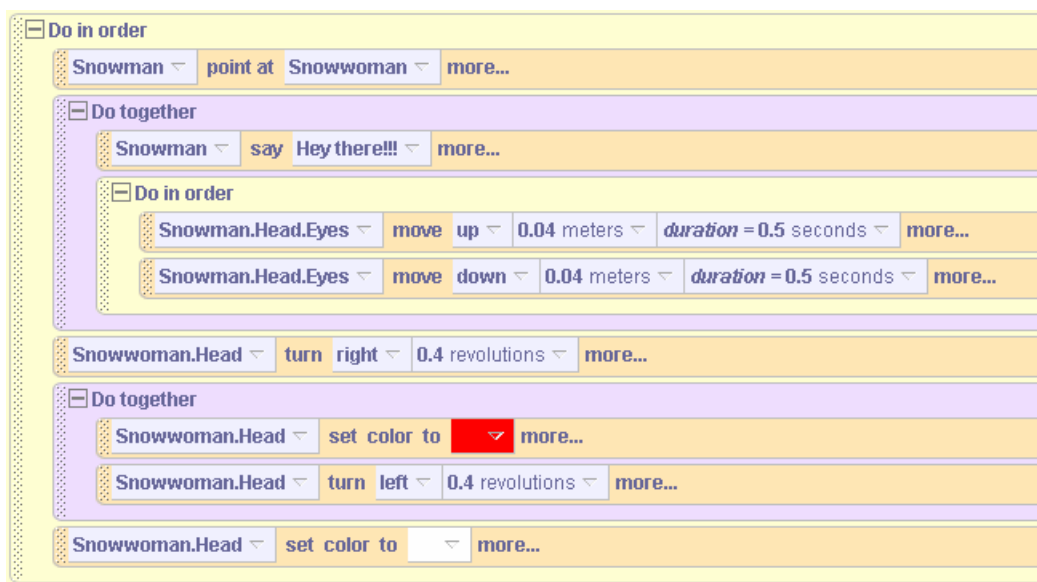 Do in order
Snowman point at Snowwoman more...
Do together
Snowman say Hey there!!! more...
Do in order
Snowman.Head.Eyes move up 0.04 meters duration = 0.5 seconds more...
Snowman.Head.Eyes move down 0.04 meters duration = 0.5 seconds more...
Snowwoman.Head turn right 0.4 revolutions more...
Do together
Snowwoman.Head set color to more...
Snowwoman.Head turn left 0.4 revolutions more...
Snowwoman.Head set color to more...